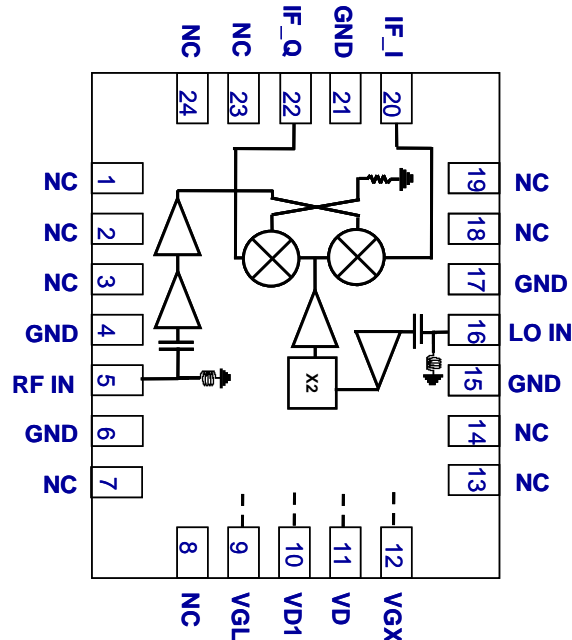 NC
NC
IF_Q
GND
IF_I
24
23
22
21
20
NC 1
NC 2
NC 3
GND 4
RF IN 5
GND 6
NC 7
19 NC
18 NC
17 GND
16 LO IN
15 GND
14 NC
13 NC
X2
8
9
10
11
12
NC
VGL
VD1
VD
VGX